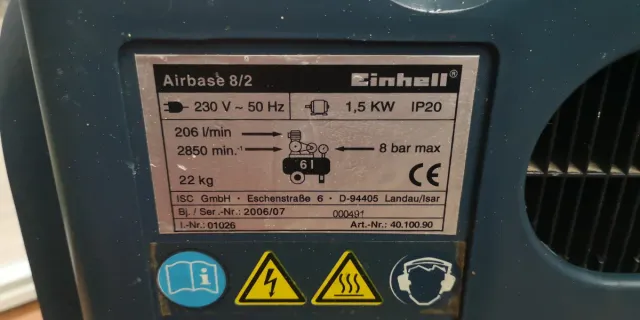 Airbase 8/2 Einhell®
230 V ~ 50 Hz 1,5 KW IP20
206 l/min
2850 min.-1 8 bar max
6 l
22 kg CE
ISC GmbH · Eschenstraße 6 · D-94405 Landau/Isar
Bj. / Ser.-Nr.: 2006/07 000491
I.-Nr.: 01026 Art.-Nr.: 40.100.90
i